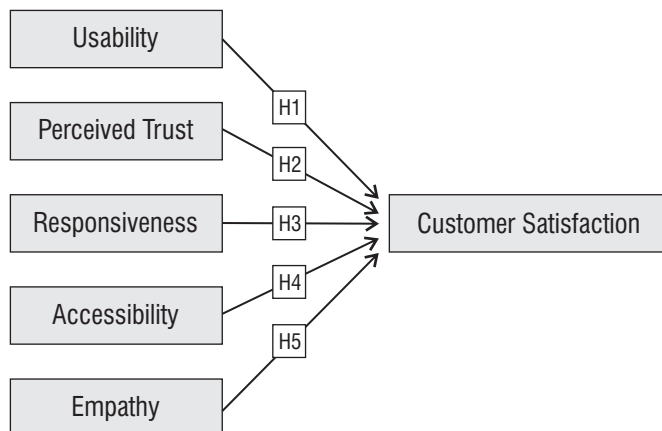 Usability
H1
Perceived Trust
H2
Responsiveness
H3
Customer Satisfaction
H4
Accessibility
H5
Empathy